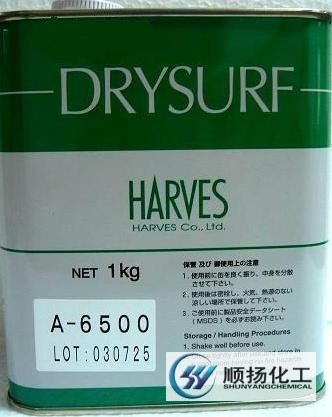 DRYSURF
HARVES
HARVES Co., Ltd.
NET 1kg
A-6500
LOT: 030725
保管 及び 御使用上の注意
1. 使用前に缶を良く振り、中身を分散
させて下さい。
2. 使用後は密栓し、火気、熱源のない
涼しい場所で保管して下さい。
3. ご使用前に製品安全データシート
(MSDS) を必ずお読み下さい。
Storage / Handling Procedures
1. Shake well before use.
顺扬化工
SHUNYANGCHEMICAL